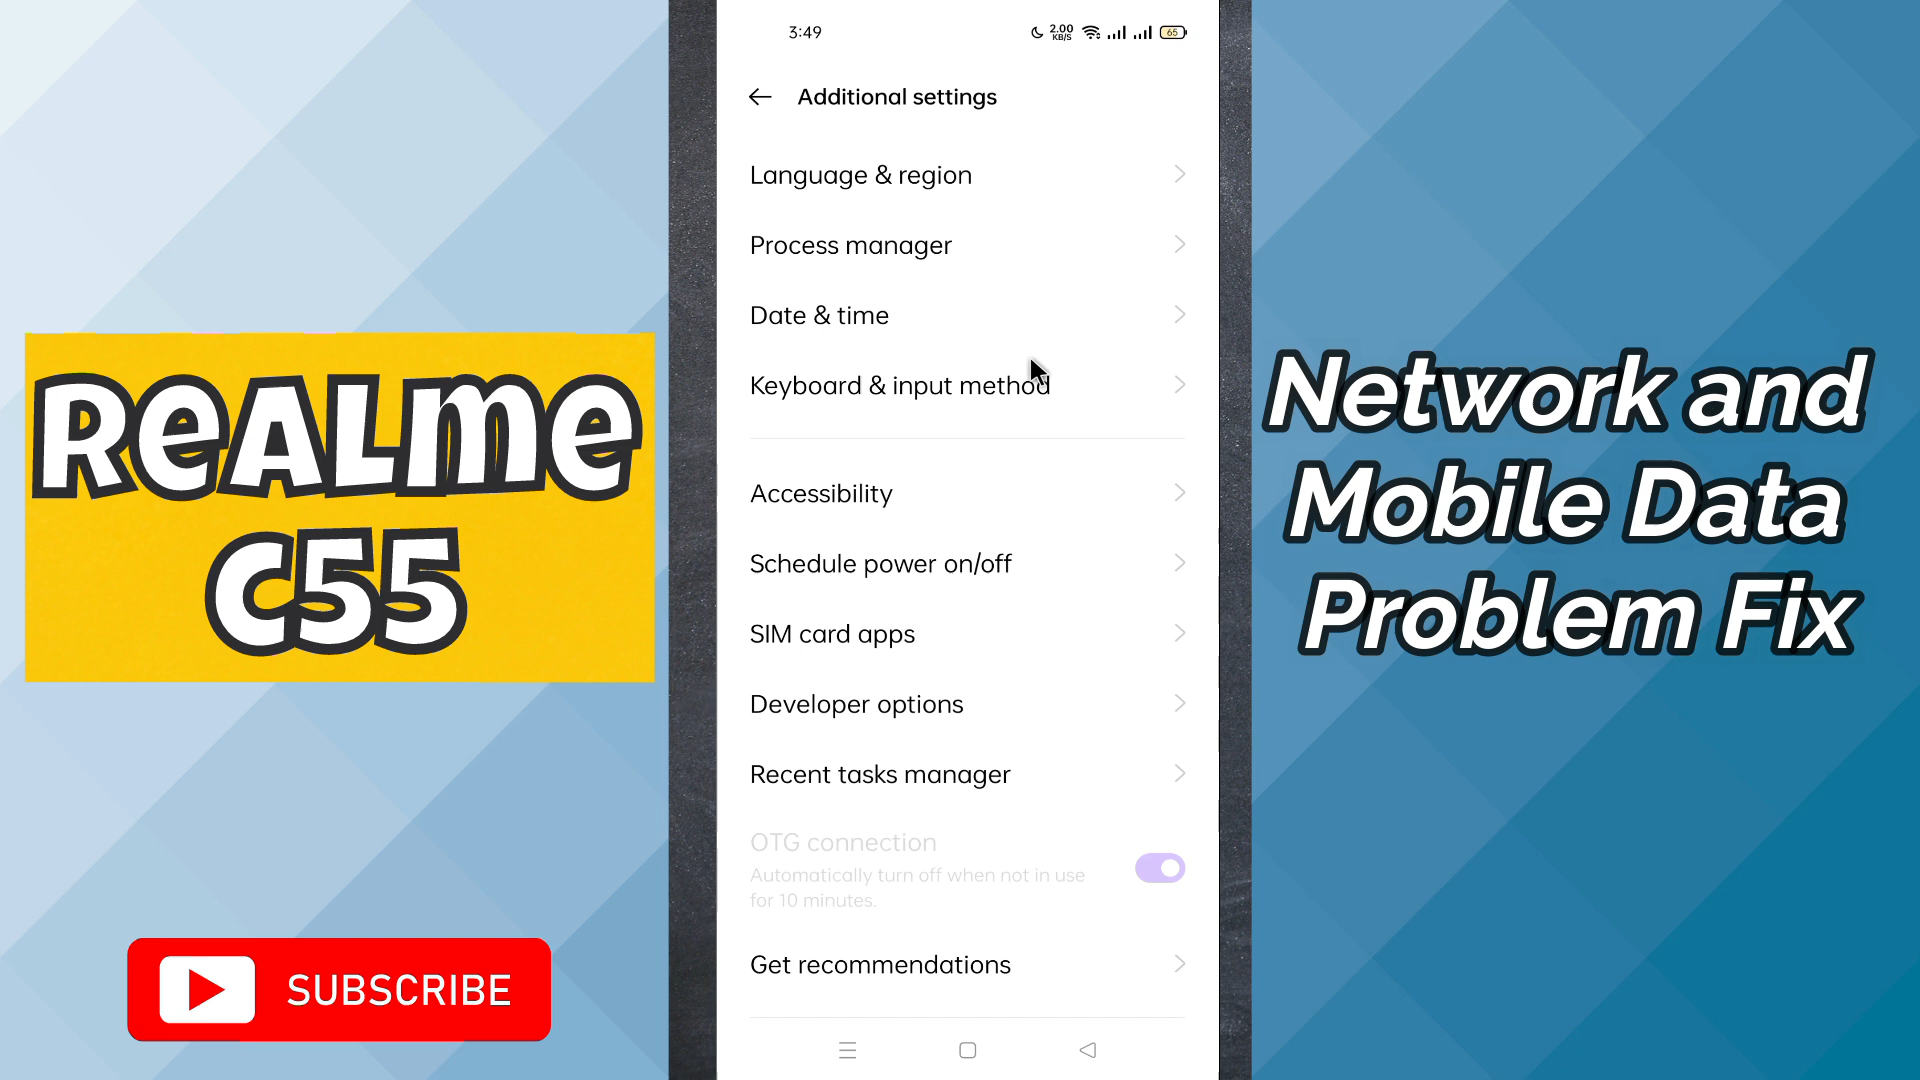 ReaLme
C55
SUBSCRIBE
3:49
2.00
KB/S
65
Additional settings
Language & region
Process manager
Date & time
Keyboard & input method
Accessibility
Schedule power on/off
SIM card apps
Developer options
Recent tasks manager
OTG connection
Automatically turn off when not in use
for 10 minutes.
Get recommendations
Network and
Mobile Data
Problem Fix